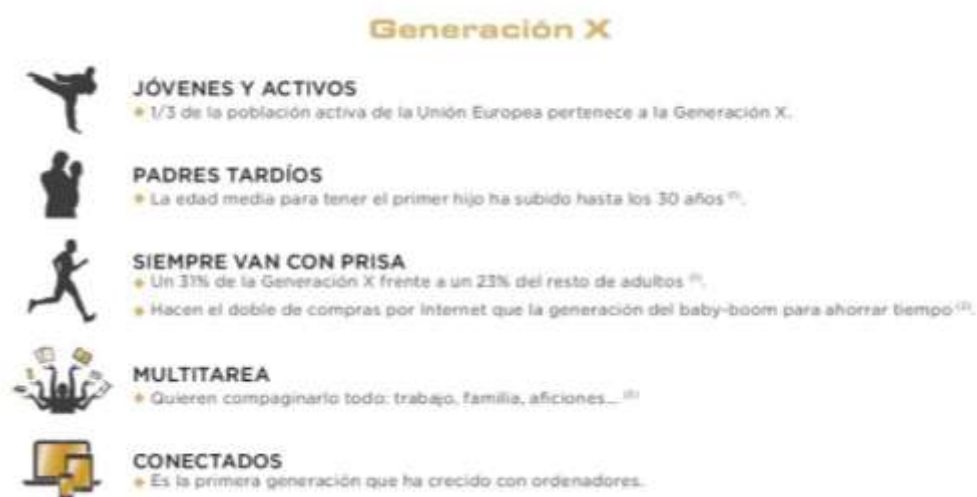 Generación X
JÓVENES Y ACTIVOS
1/3 de la población activa de la Unión Europea pertenece a la Generación X.
PADRES TARDÍOS
La edad media para tener el primer hijo ha subido hasta los 30 años
SIEMPRE VAN CON PRISA
Un 31% de la Generación X frente a un 23% del resto de adultos
Hacen el doble de compras por Internet que la generación del baby-boom para ahorrar tiempo (2).
MULTITAREA
Quieren compaginarlo todo: trabajo, familia, aficiones...
CONECTADOS
Es la primera generación que ha crecido con ordenadores.